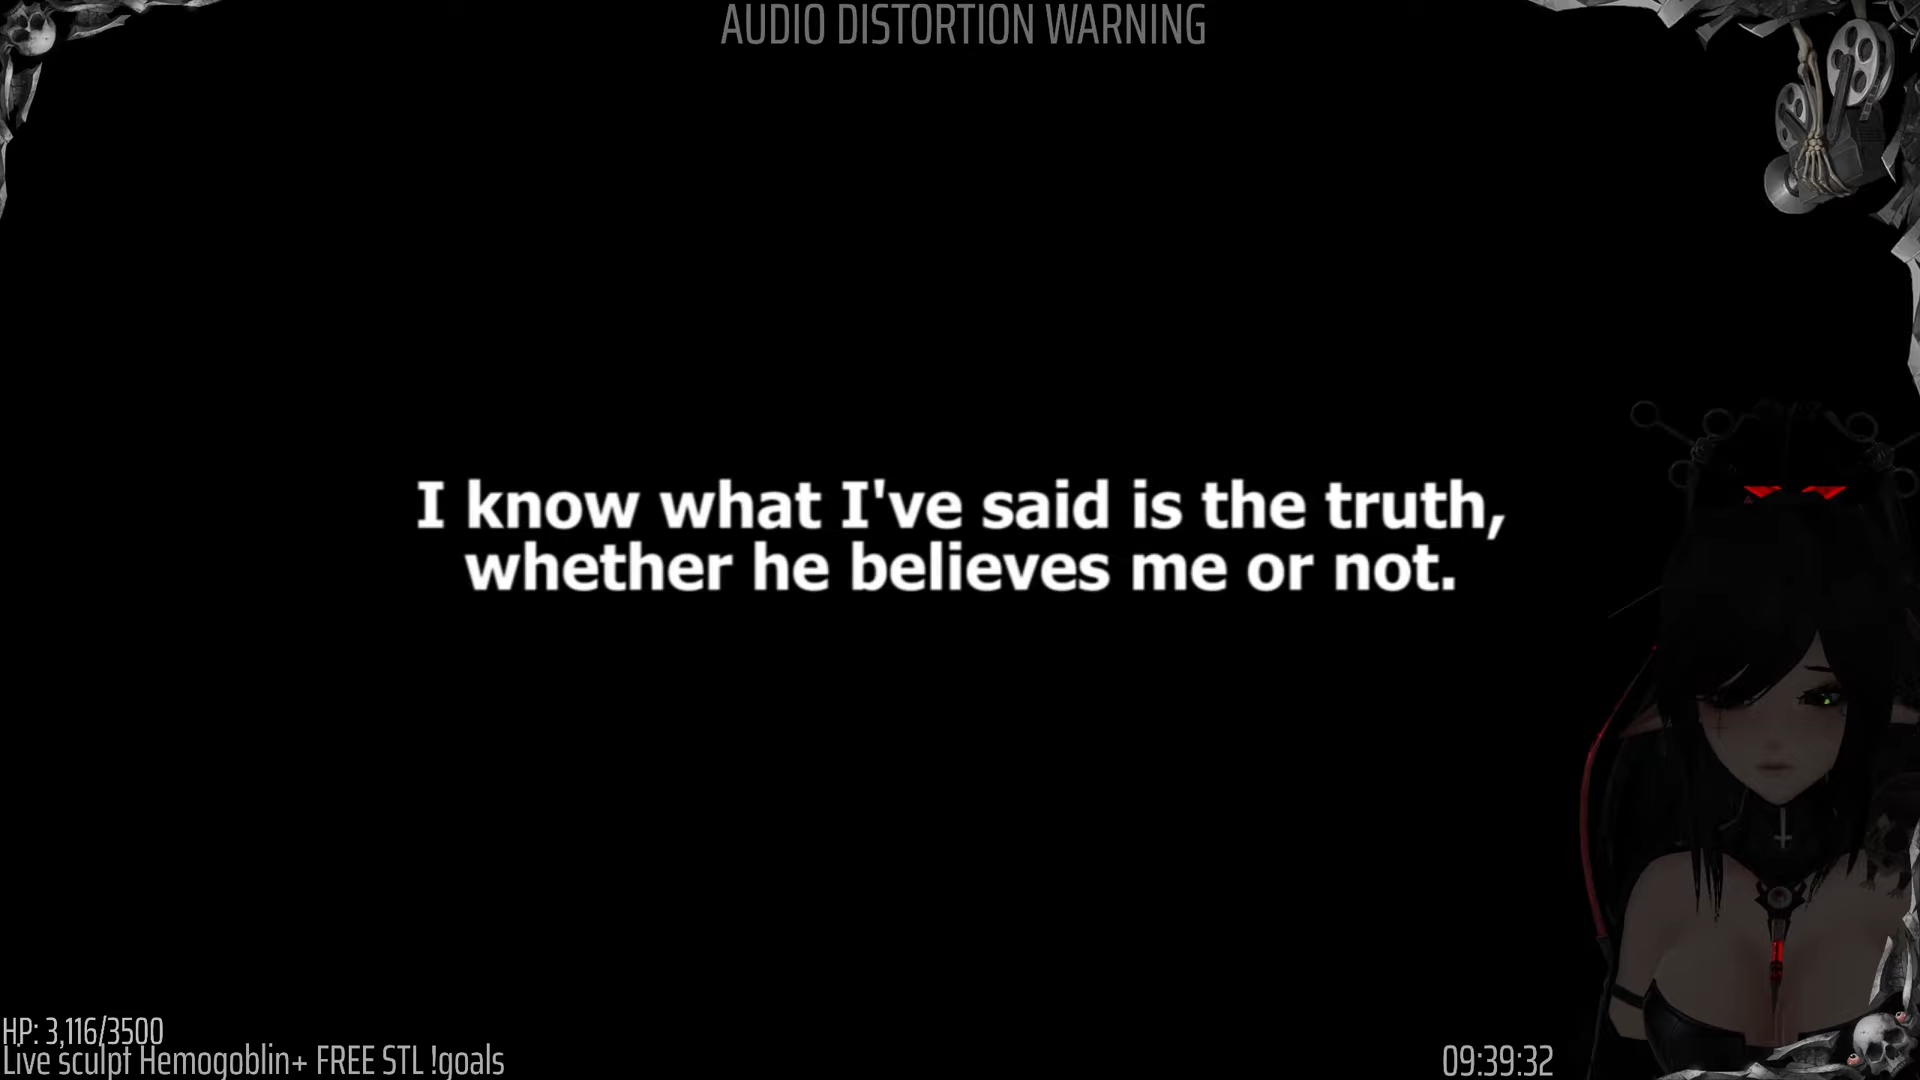 AUDIO DISTORTION WARNING
I know what I've said is the truth,
whether he believes me or not.
HP: 3,116/3500
Live sculpt Hemogoblin+ FREE STL !goals
09:39:32